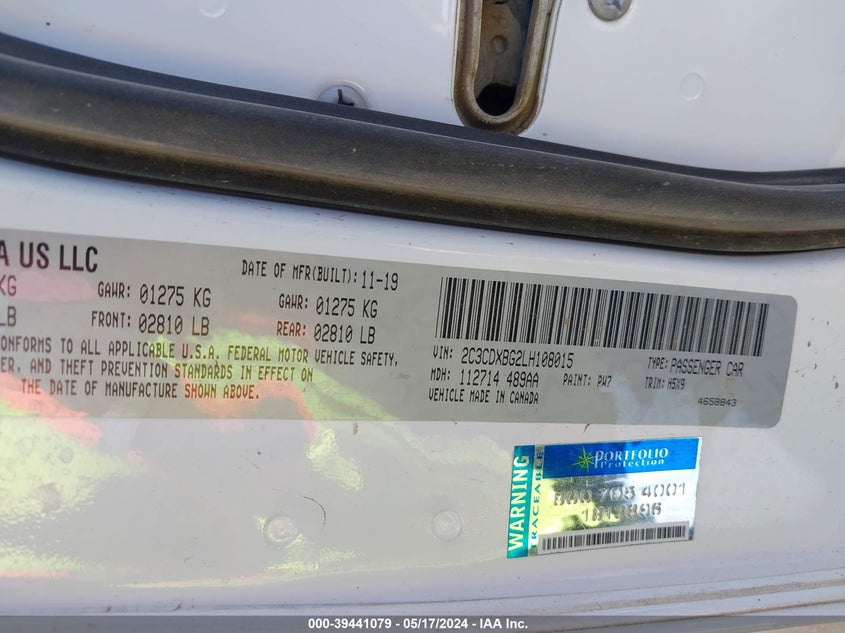 A US LLC
DATE OF MFR(BUILT): 11-19
KG GAWR: 01275 KG GAWR: 01275 KG
LB FRONT: 02810 LB REAR: 02810 LB
CONFORMS TO ALL APPLICABLE U.S.A. FEDERAL MOTOR VEHICLE SAFETY,
ER, AND THEFT PREVENTION STANDARDS IN EFFECT ON
THE DATE OF MANUFACTURE SHOWN ABOVE.
VIN: 2C3CDXBG2LH108015 TYPE: PASSENGER CAR
MDH: 112714 489AA PAINT: PW7 TRIM: H5X9
VEHICLE MADE IN CANADA 4658843
WARNING
TRACEABLE
PORTFOLIO
Protection
4001
000-39441079 — 05/17/2024 — IAA Inc.